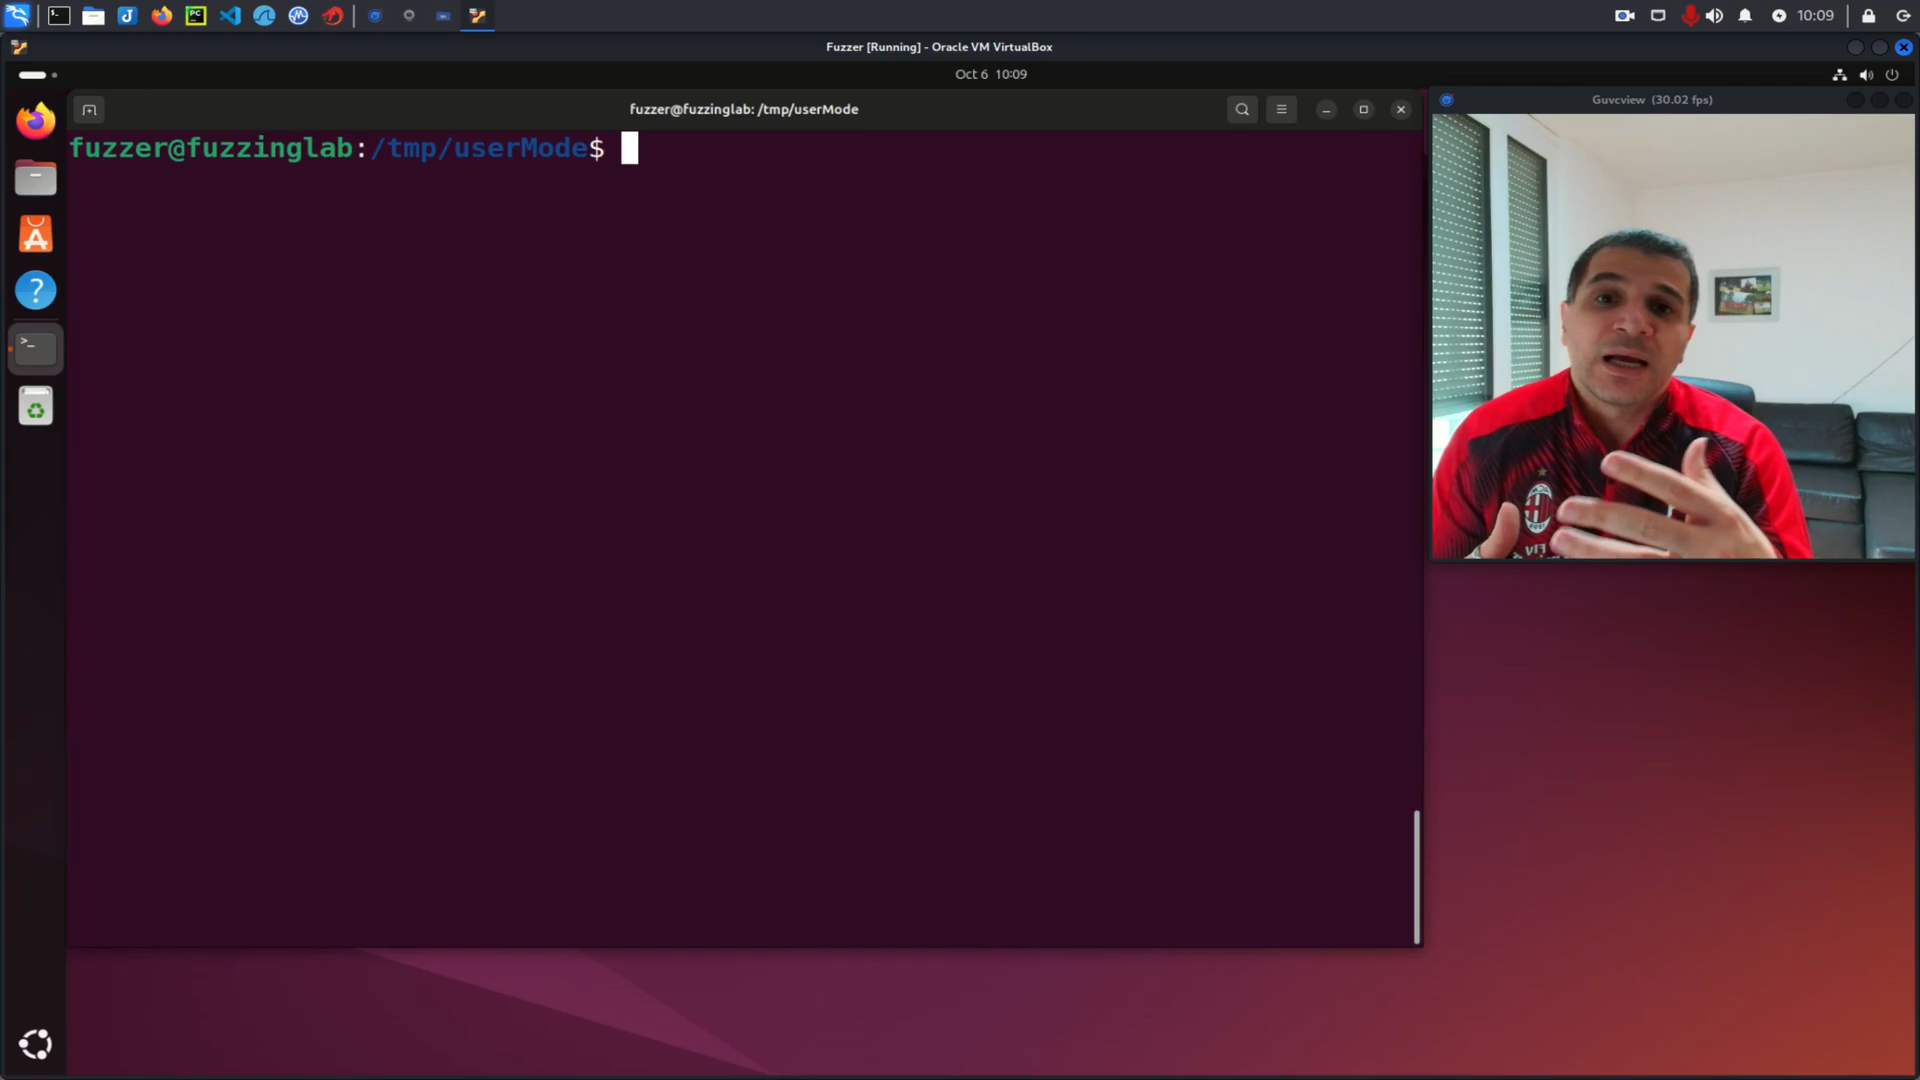 10:09
Fuzzer [Running] - Oracle VM VirtualBox
Oct 6 10:09
fuzzer@fuzzinglab: /tmp/userMode
Guvcview (30.02 fps)
fuzzer@fuzzinglab:/tmp/userMode$